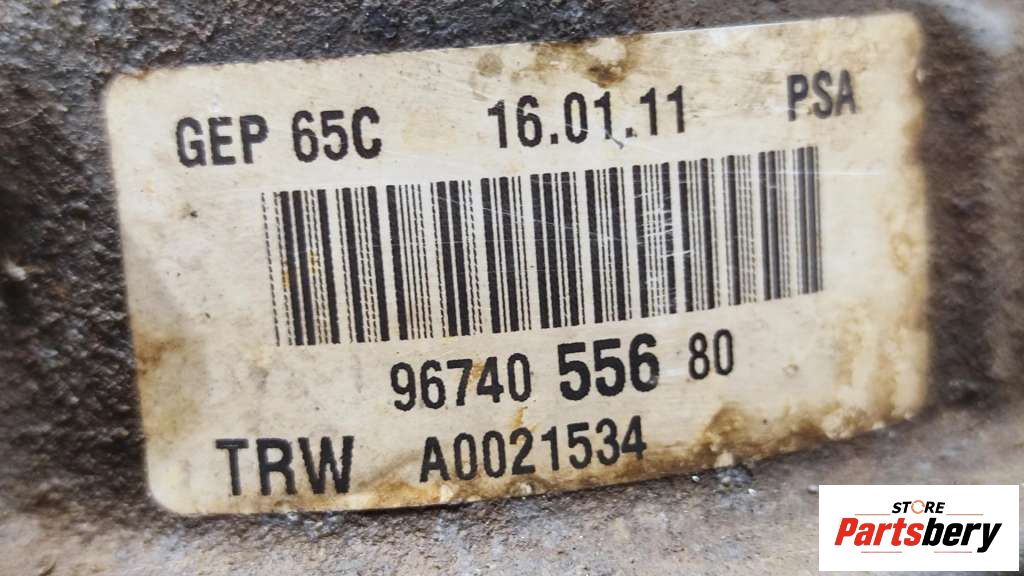 GEP 65C 16.01.11 PSA
96740 556 80
TRW A0021534
STORE
Partsbery